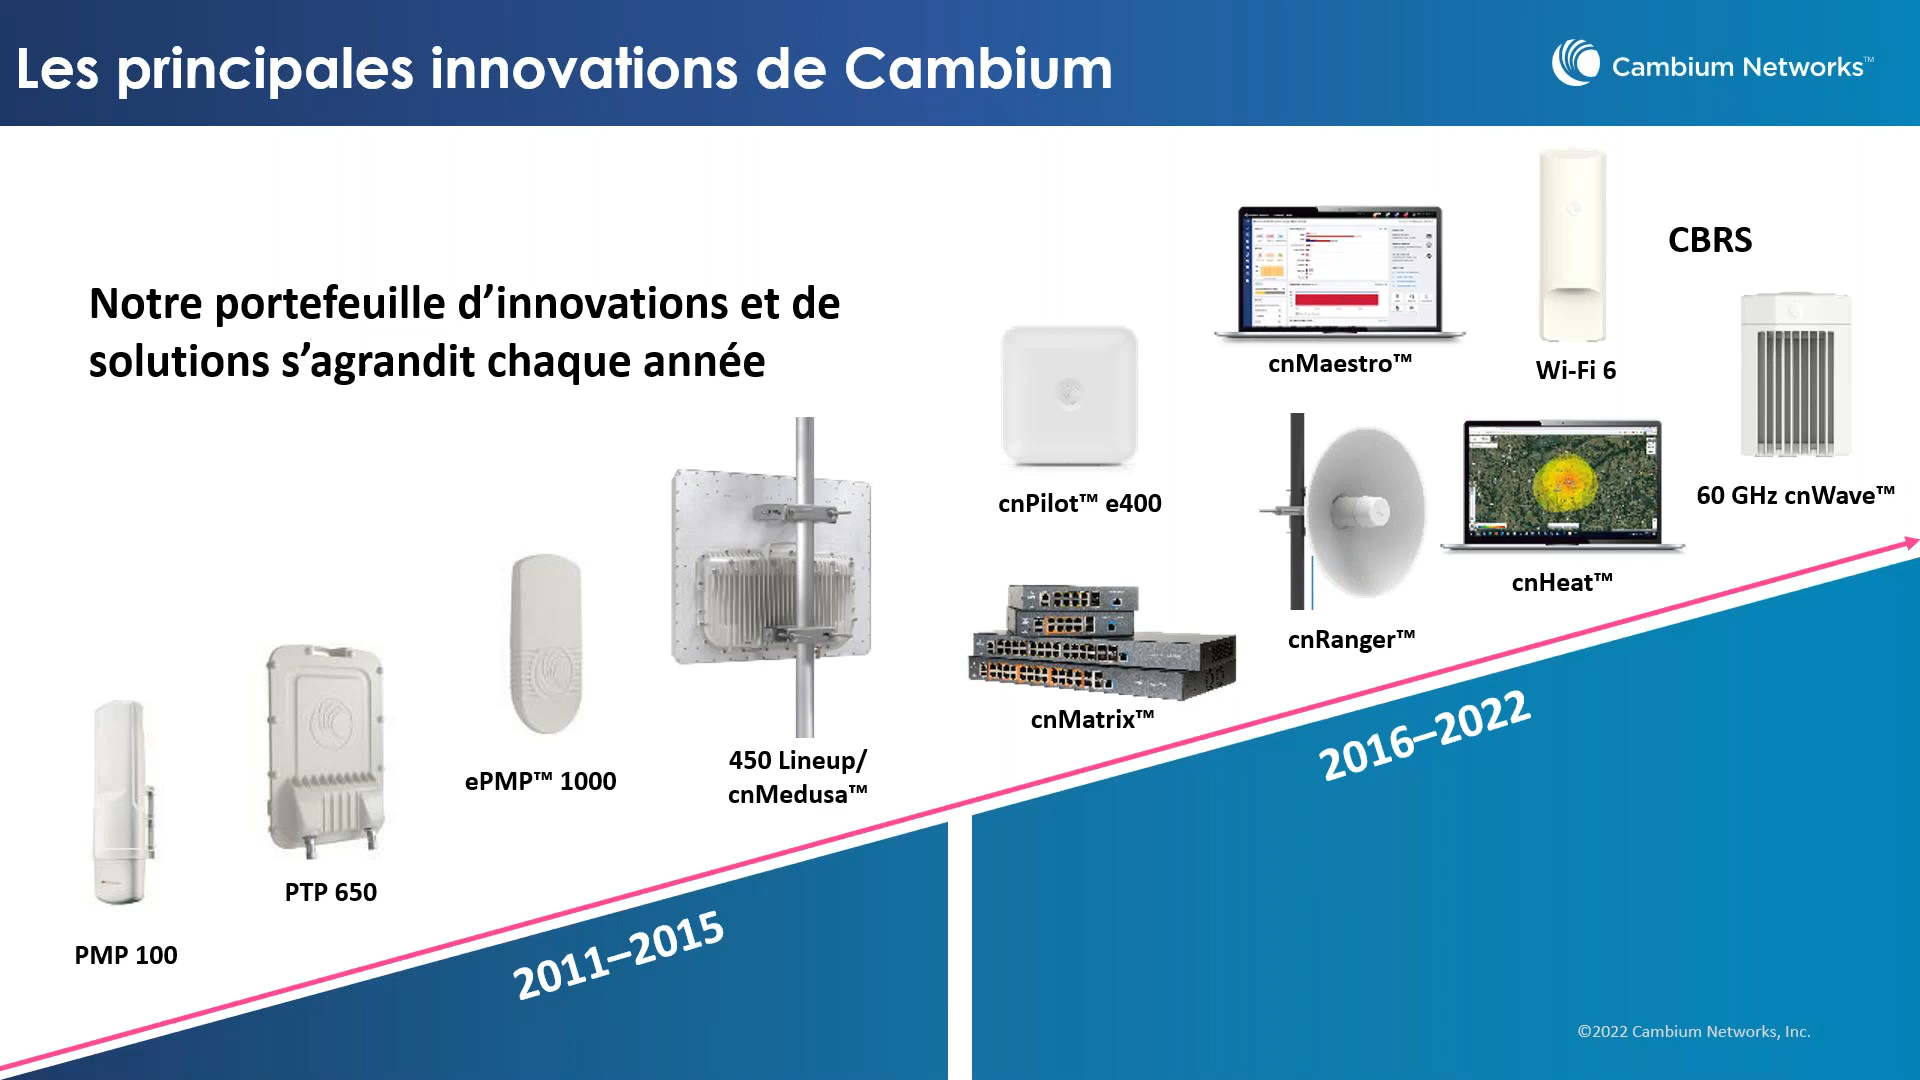 Les principales innovations de Cambium
Cambium Networks™
Notre portefeuille d’innovations et de
solutions s’agrandit chaque année
CBRS
cnMaestro™
Wi-Fi 6
cnPilot™ e400
60 GHz cnWave™
cnHeat™
cnRanger™
cnMatrix™
450 Lineup/
cnMedusa™
ePMP™ 1000
PTP 650
PMP 100
2011–2015
2016–2022
©2022 Cambium Networks, Inc.